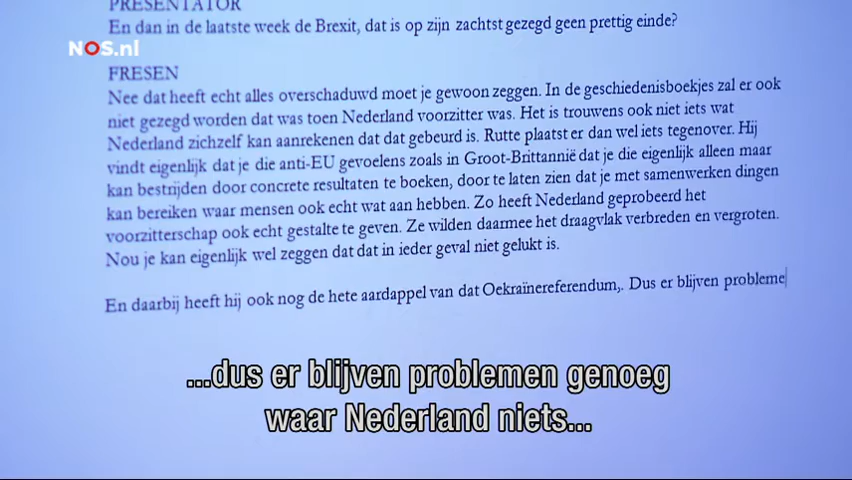 PRESENTATOR
En dan in de laatste week de Brexit, dat is op zijn zachtst gezegd geen prettig einde?
NOS.nl
FRESEN
Nee dat heeft echt alles overschaduwd moet je gewoon zeggen. In de geschiedenisboekjes zal er ook
niet gezegd worden dat was toen Nederland voorzitter was. Het is trouwens ook niet iets wat
Nederland zichzelf kan aanrekenen dat dat gebeurd is. Rutte plaatst er dan wel iets tegenover. Hij
vindt eigenlijk dat je die anti-EU gevoelens zoals in Groot-Brittannië dat je die eigenlijk alleen maar
kan bestrijden door concrete resultaten te boeken, door te laten zien dat je met samenwerken dingen
kan bereiken waar mensen ook echt wat aan hebben. Zo heeft Nederland geprobeerd het
voorzitterschap ook echt gestalte te geven. Ze wilden daarmee het draagvlak verbreden en vergroten.
Nou je kan eigenlijk wel zeggen dat dat in ieder geval niet gelukt is.
En daarbij heeft hij ook nog de hete aardappel van dat Oekraïnereferendum,. Dus er blijven probleme
...dus er blijven problemen genoeg
waar Nederland niets...